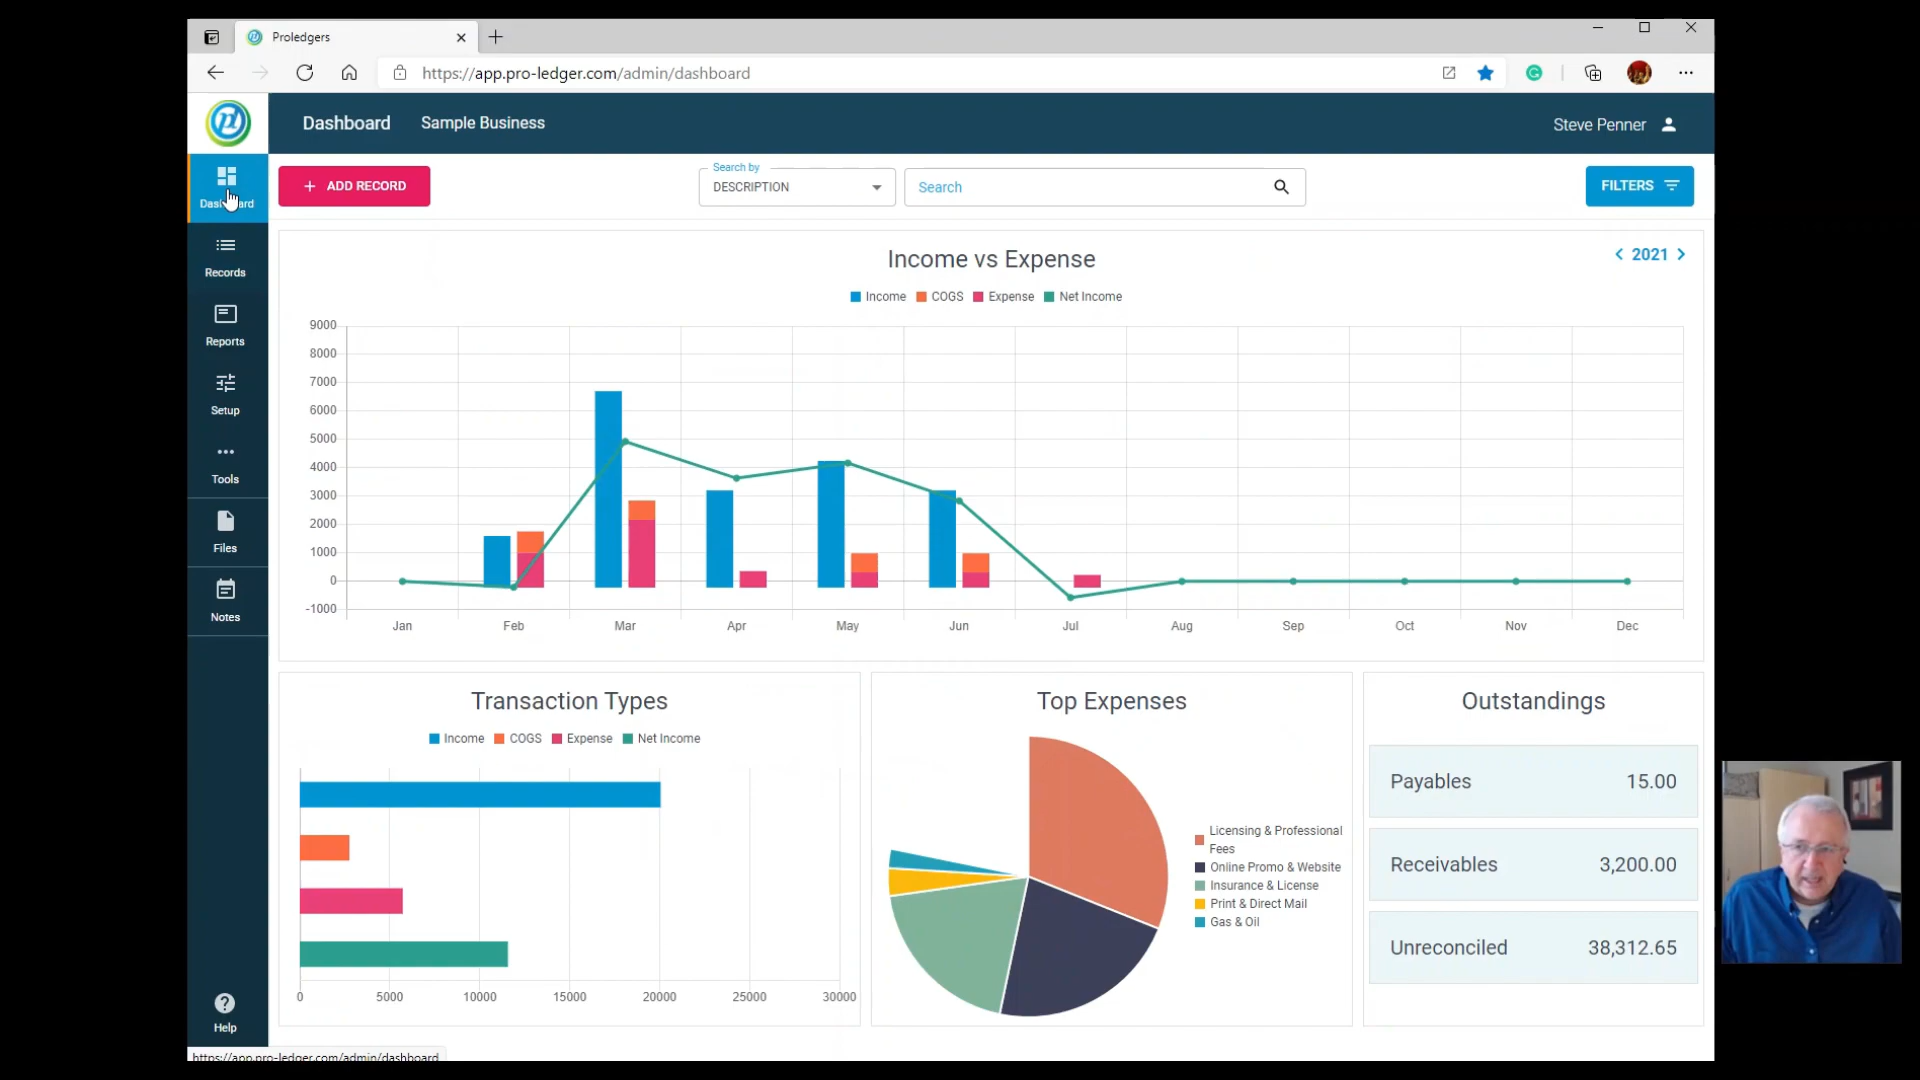 Proledgers
https://app.pro-ledger.com/admin/dashboard
Dashboard
Sample Business
Steve Penner
Dashboard
Records
Reports
Setup
Tools
Files
Notes
Help
+ ADD RECORD
Search by
DESCRIPTION
Search
FILTERS
Income vs Expense
< 2021 >
Income COGS Expense Net Income
9000
8000
7000
6000
5000
4000
3000
2000
1000
0
-1000
Jan Feb Mar Apr May Jun Jul Aug Sep Oct Nov Dec
Transaction Types
Income COGS Expense Net Income
0 5000 10000 15000 20000 25000 30000
Top Expenses
Licensing & Professional
Fees
Online Promo & Website
Insurance & License
Print & Direct Mail
Gas & Oil
Outstandings
Payables 15.00
Receivables 3,200.00
Unreconciled 38,312.65
https://app.pro-ledger.com/admin/dashboard